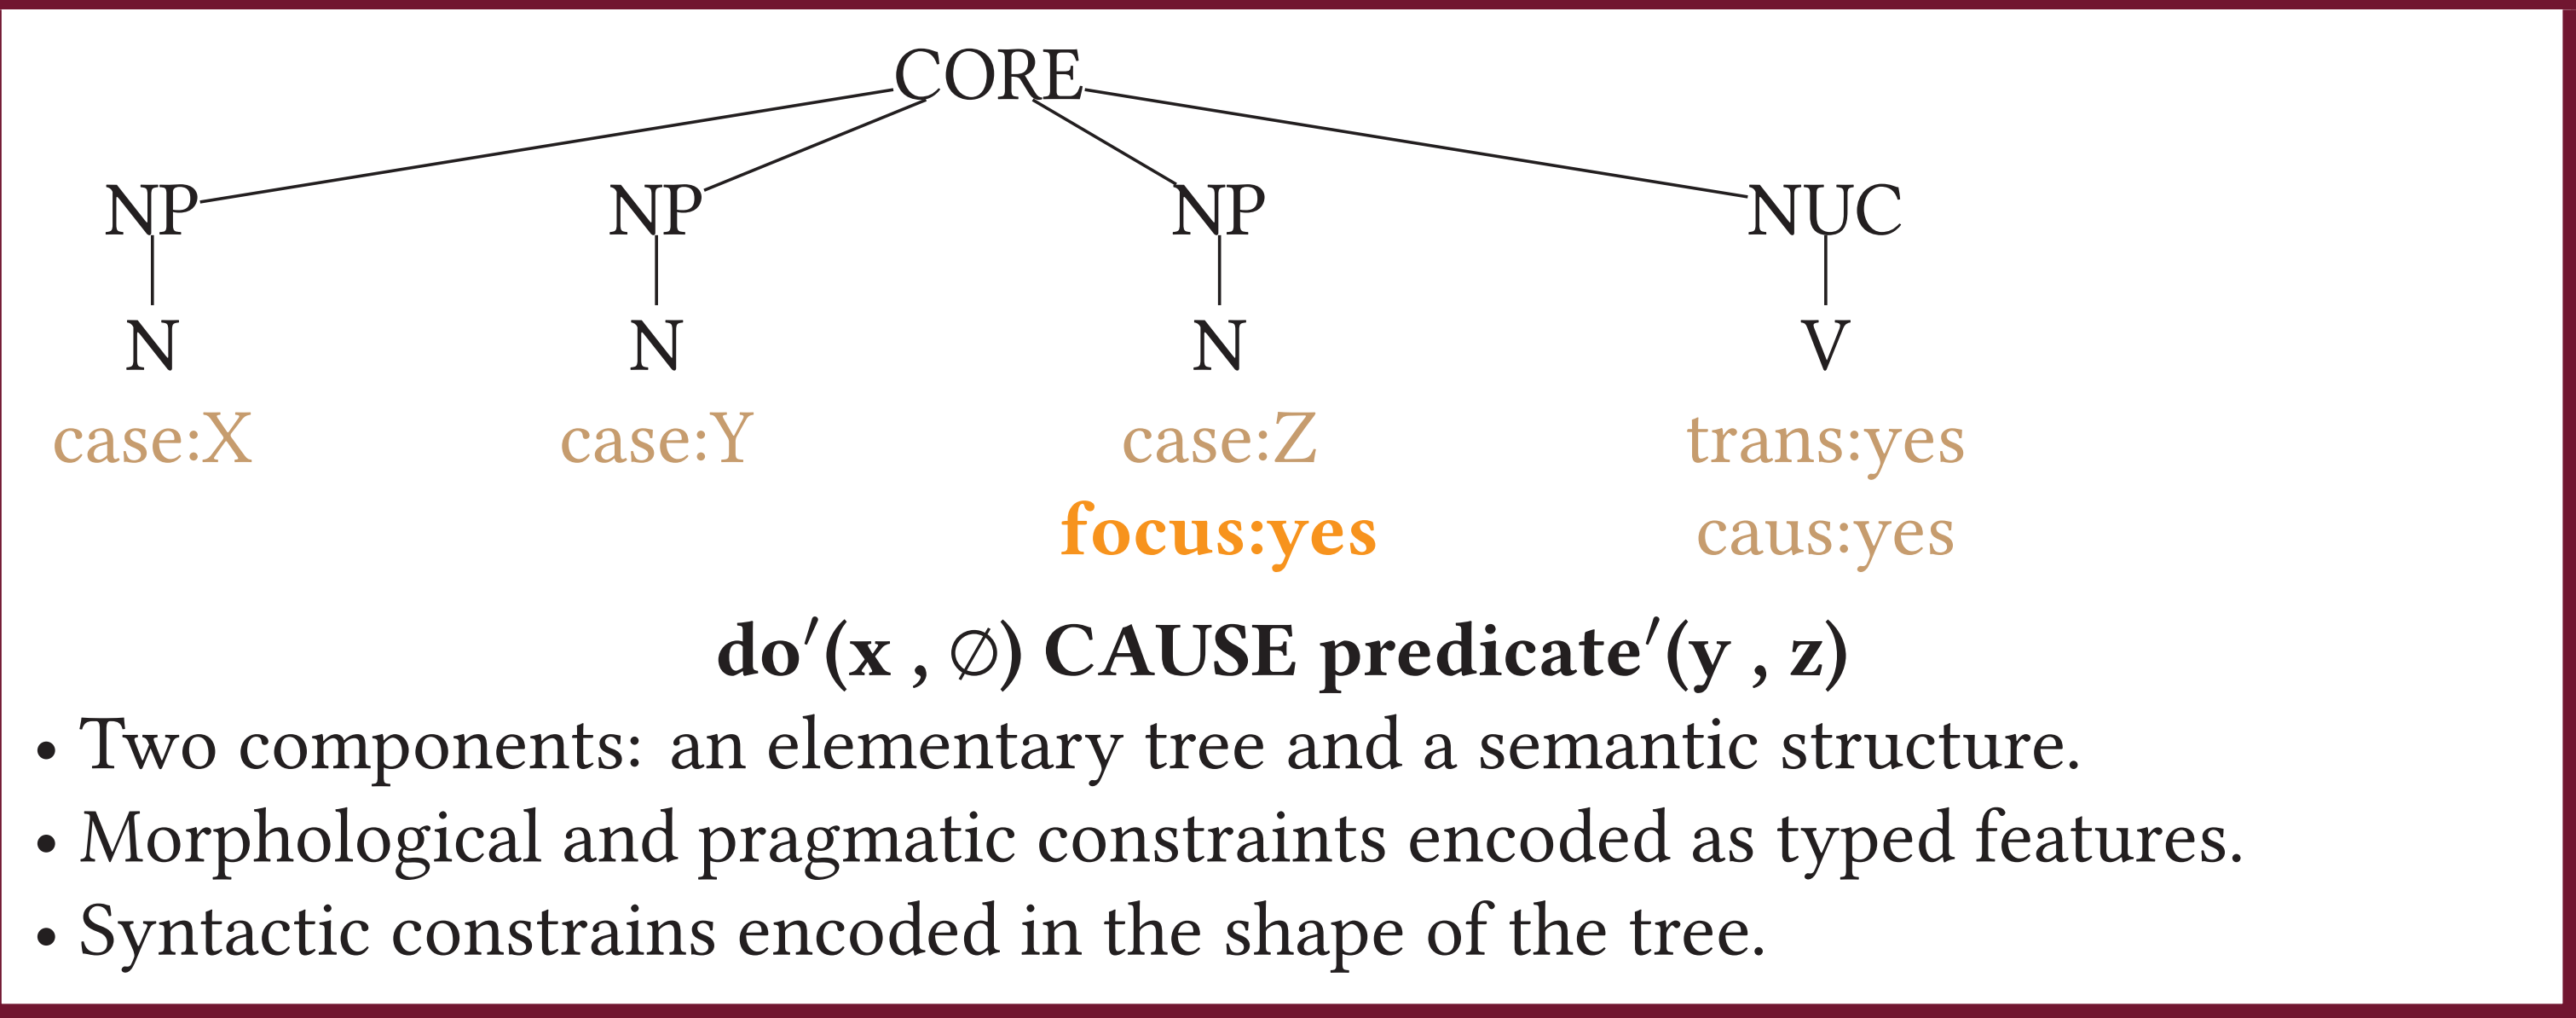 CORE
NP NP NP NUC
N N N V
case:X case:Y case:Z trans:yes
focus:yes caus:yes
do′(x , ∅) CAUSE predicate′(y , z)
• Two components: an elementary tree and a semantic structure.
• Morphological and pragmatic constraints encoded as typed features.
• Syntactic constrains encoded in the shape of the tree.